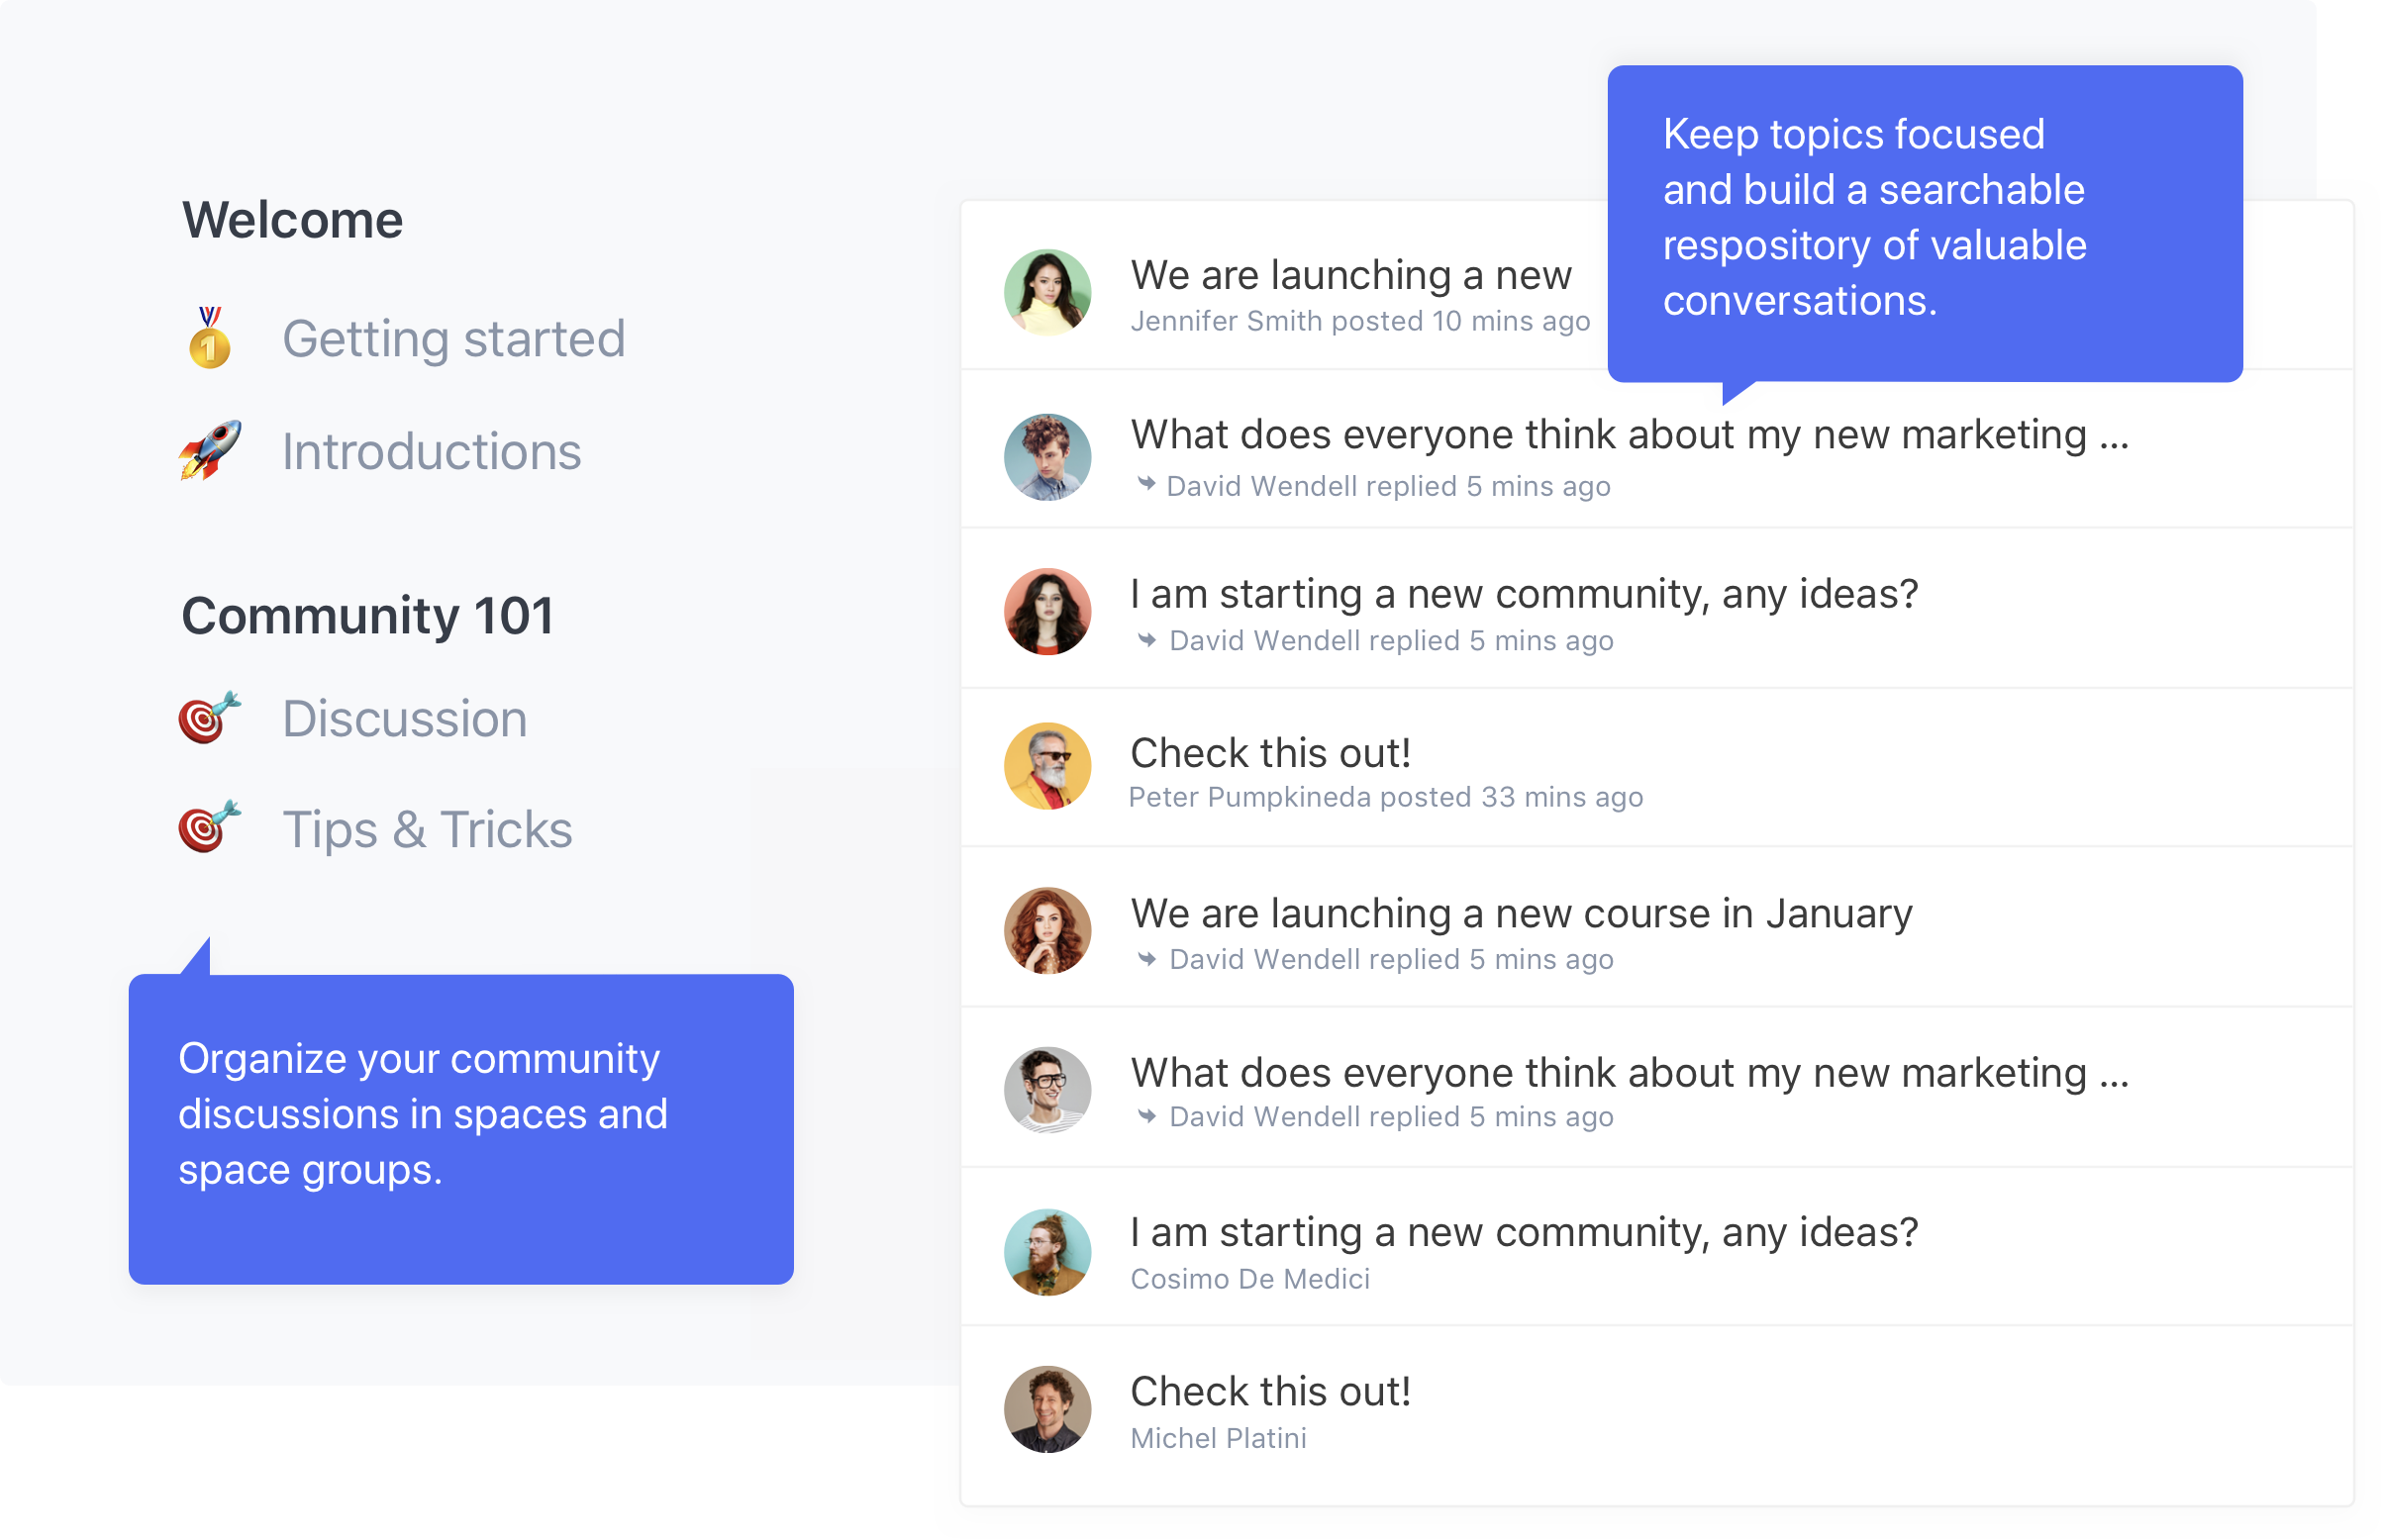 Welcome
Getting started
Introductions
Community 101
Discussion
Tips & Tricks
Organize your community
discussions in spaces and
space groups.
Keep topics focused
and build a searchable
respository of valuable
conversations.
We are launching a new
Jennifer Smith posted 10 mins ago
What does everyone think about my new marketing ...
David Wendell replied 5 mins ago
I am starting a new community, any ideas?
David Wendell replied 5 mins ago
Check this out!
Peter Pumpkineda posted 33 mins ago
We are launching a new course in January
David Wendell replied 5 mins ago
What does everyone think about my new marketing ...
David Wendell replied 5 mins ago
I am starting a new community, any ideas?
Cosimo De Medici
Check this out!
Michel Platini